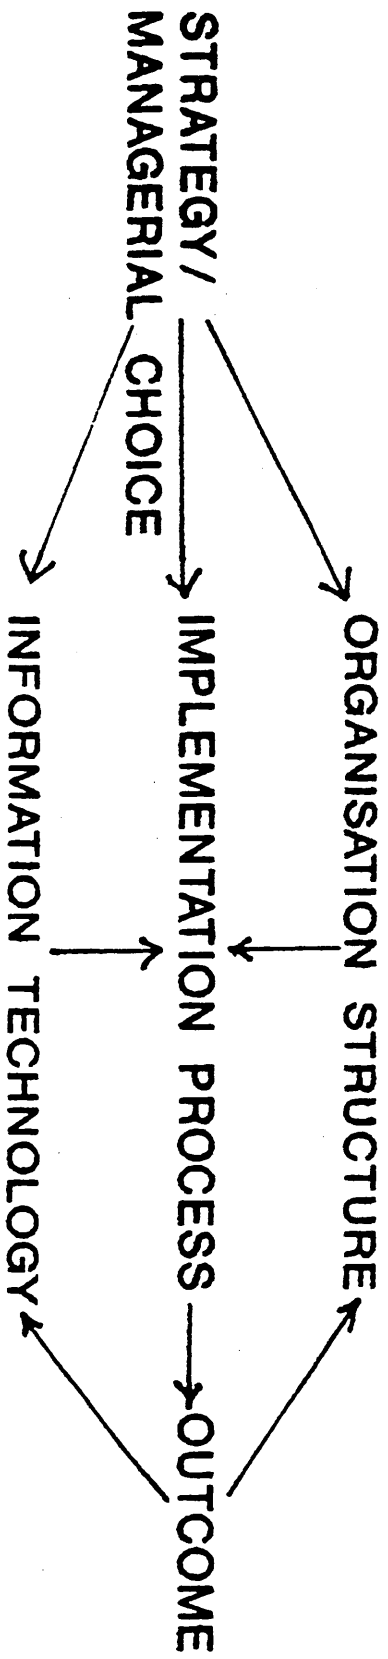 ORGANISATION STRUCTURE
STRATEGY/
MANAGERIAL CHOICE
IMPLEMENTATION PROCESS
OUTCOME
INFORMATION TECHNOLOGY